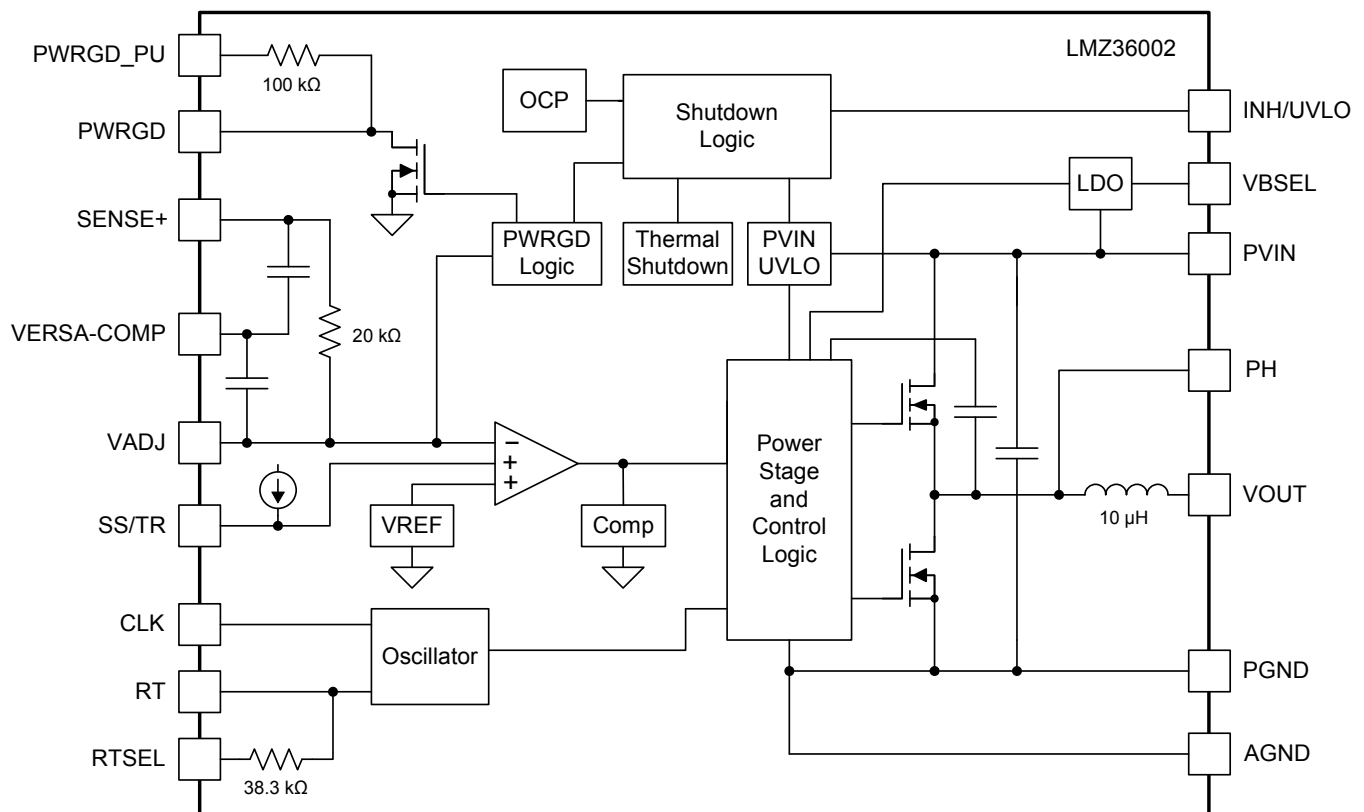 LMZ36002
PWRGD_PU
100 kΩ
OCP
Shutdown
Logic
INH/UVLO
PWRGD
LDO
VBSEL
SENSE+
PWRGD
Logic
Thermal
Shutdown
PVIN
UVLO
PVIN
VERSA-COMP
20 kΩ
PH
VADJ
−
+
+
Power
Stage
and
Control
Logic
VOUT
10 µH
SS/TR
VREF
Comp
CLK
Oscillator
RT
PGND
RTSEL
38.3 kΩ
AGND